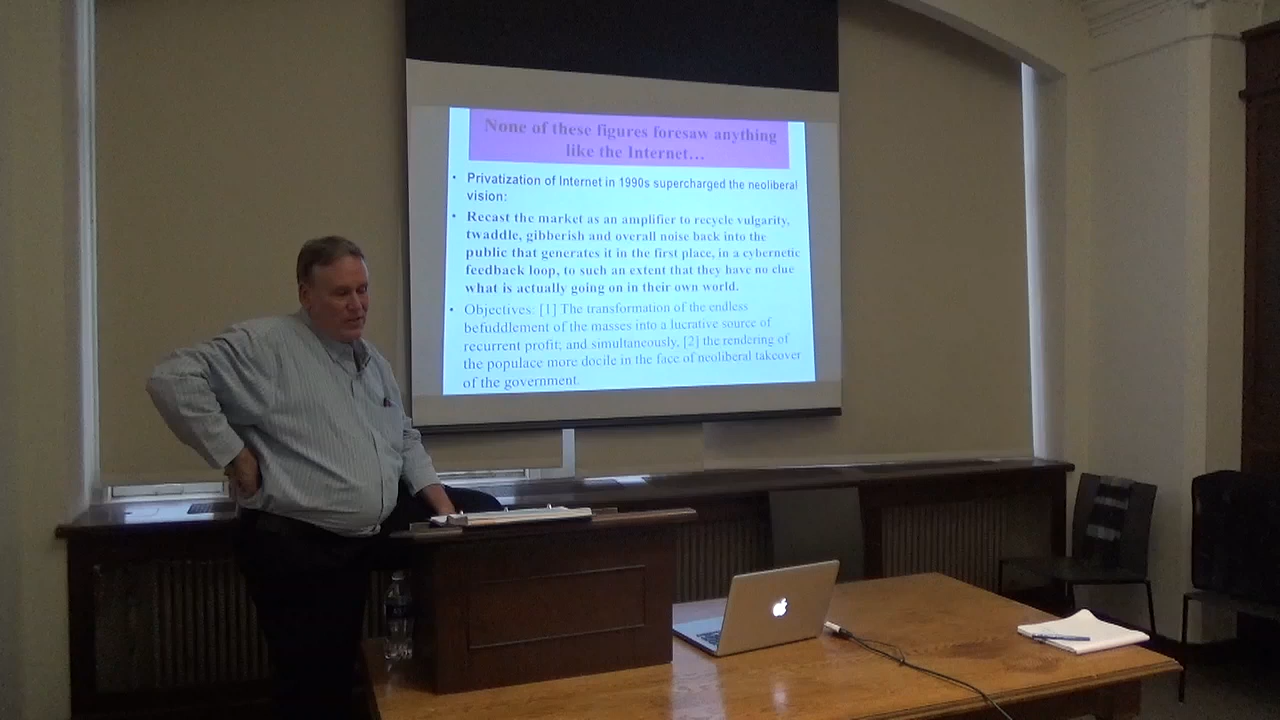 None of these figures foresaw anything
like the Internet…
• Privatization of Internet in 1990s supercharged the neoliberal
vision:
• Recast the market as an amplifier to recycle vulgarity,
twaddle, gibberish and overall noise back into the
public that generates it in the first place, in a cybernetic
feedback loop, to such an extent that they have no clue
what is actually going on in their own world.
• Objectives: [1] The transformation of the endless
befuddlement of the masses into a lucrative source of
recurrent profit; and simultaneously, [2] the rendering of
the populace more docile in the face of neoliberal takeover
of the government.